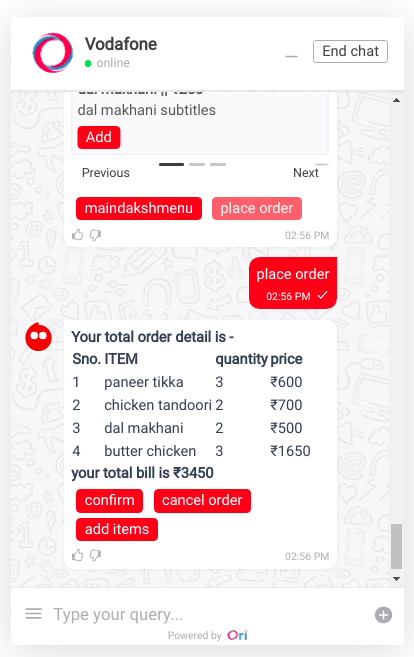 Vodafone
online
End chat
dal makhani subtitles
Add
Previous
Next
maindakshmenu
place order
02:56 PM
place order
02:56 PM
Your total order detail is -
Sno. ITEM quantity price
1 paneer tikka 3 ₹600
2 chicken tandoori 2 ₹700
3 dal makhani 2 ₹500
4 butter chicken 3 ₹1650
your total bill is ₹3450
confirm
cancel order
add items
02:56 PM
Type your query...
Powered by Ori